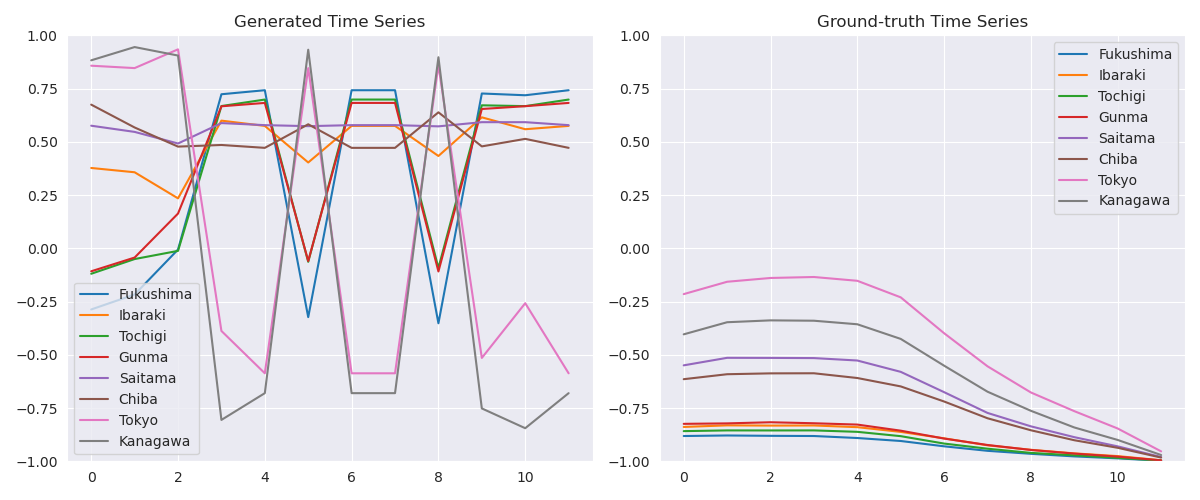 Generated Time Series
1.00
0.75
0.50
0.25
0.00
−0.25
−0.50
−0.75
−1.00
0 2 4 6 8 10
Fukushima
Ibaraki
Tochigi
Gunma
Saitama
Chiba
Tokyo
Kanagawa
Ground-truth Time Series
1.00
0.75
0.50
0.25
0.00
−0.25
−0.50
−0.75
−1.00
0 2 4 6 8 10
Fukushima
Ibaraki
Tochigi
Gunma
Saitama
Chiba
Tokyo
Kanagawa